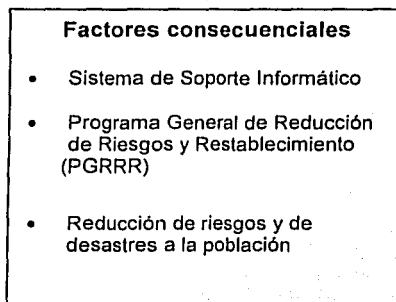 Factores consecuenciales
• Sistema de Soporte Informático
• Programa General de Reducción
de Riesgos y Restablecimiento
(PGRRR)
• Reducción de riesgos y de
desastres a la población